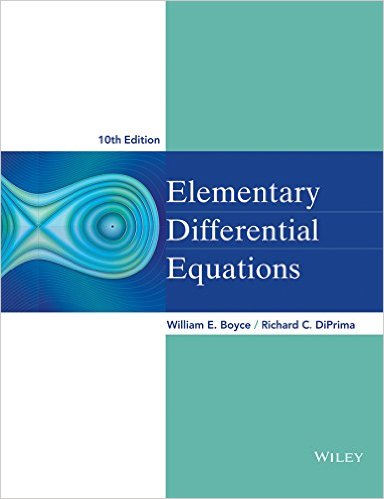 10th Edition
Elementary
Differential
Equations
William E. Boyce / Richard C. DiPrima
WILEY